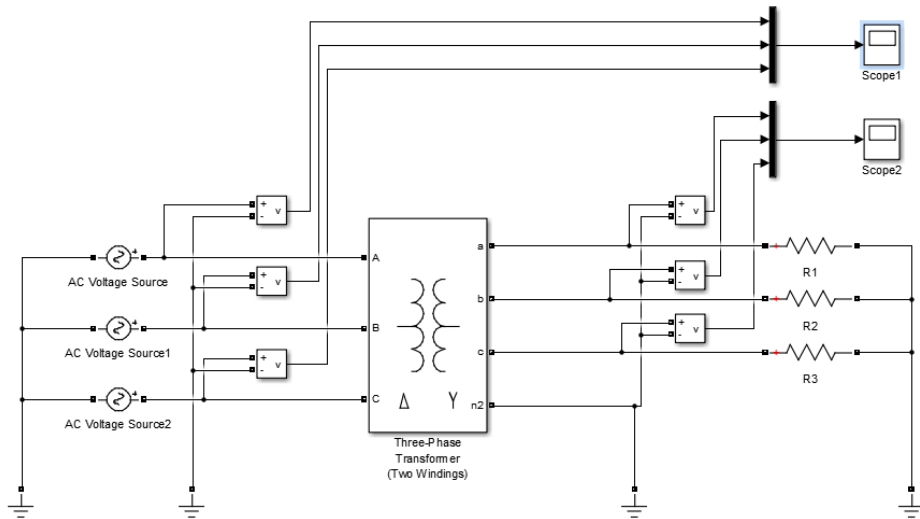 Scope1
Scope2
+
-
v
+
-
v
+
-
v
+
-
v
+
-
v
+
-
v
+
AC Voltage Source
+
AC Voltage Source1
+
AC Voltage Source2
A
B
C
a
b
c
n2
Δ
Y
Three-Phase
Transformer
(Two Windings)
+
R1
+
R2
+
R3